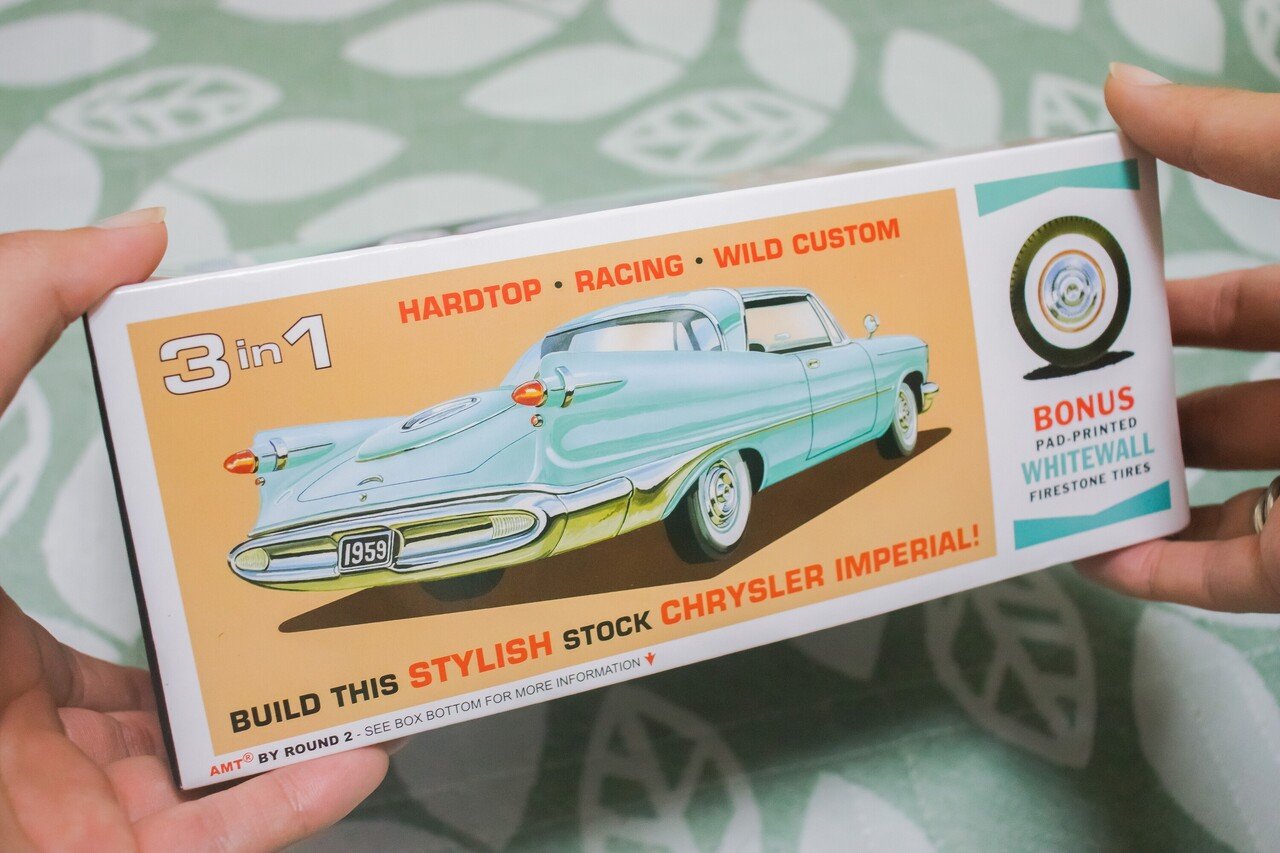 HARDTOP • RACING • WILD CUSTOM
3 in 1
1959
BUILD THIS STYLISH STOCK CHRYSLER IMPERIAL!
AMT® BY ROUND 2 - SEE BOX BOTTOM FOR MORE INFORMATION
BONUS
PAD-PRINTED
WHITEWALL
FIRESTONE TIRES